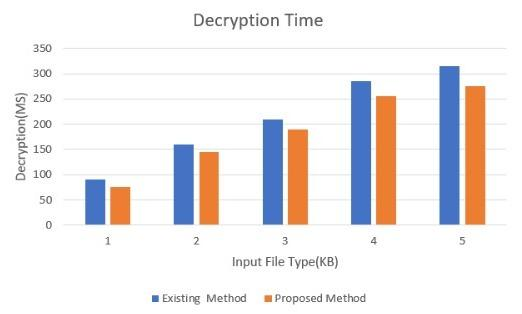 Decryption Time
350
300
250
200
150
100
50
0
Decryption(MS)
1 2 3 4 5
Input File Type(KB)
Existing Method Proposed Method